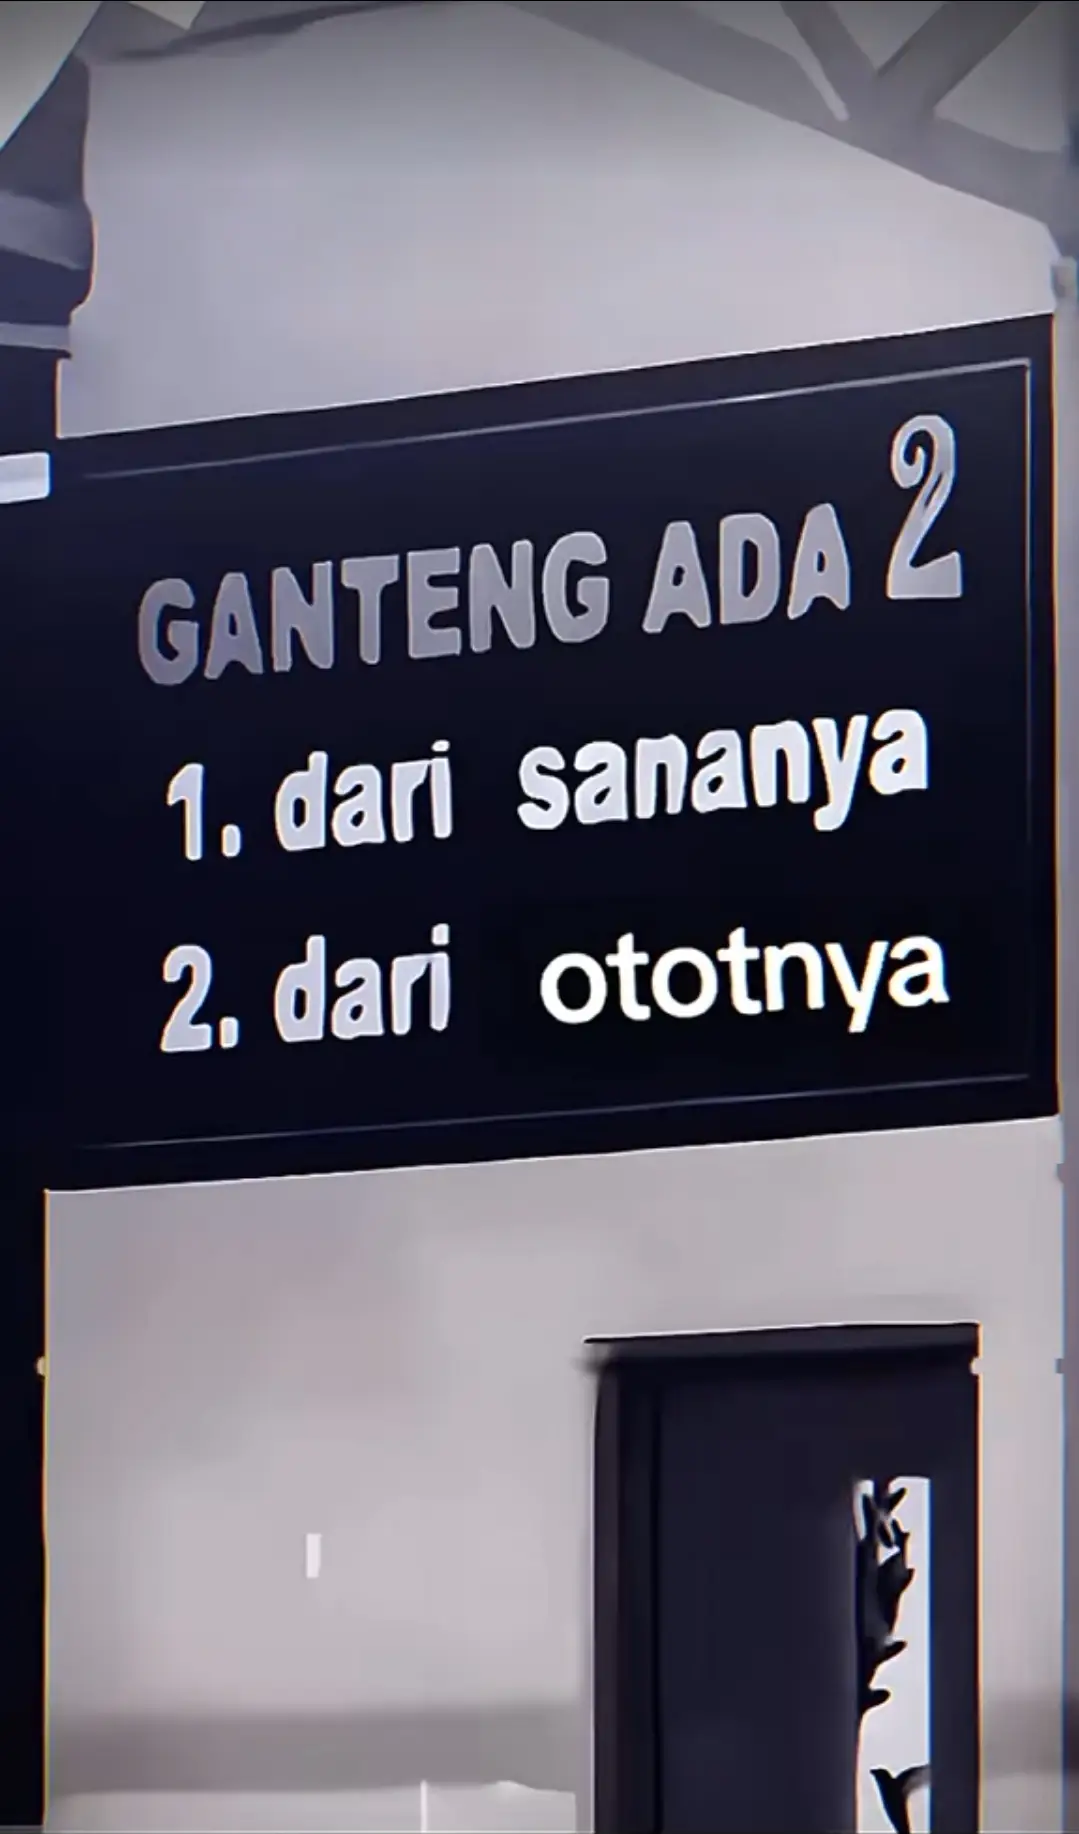 GANTENG ADA 2
1. dari sananya
2. dari ototnya